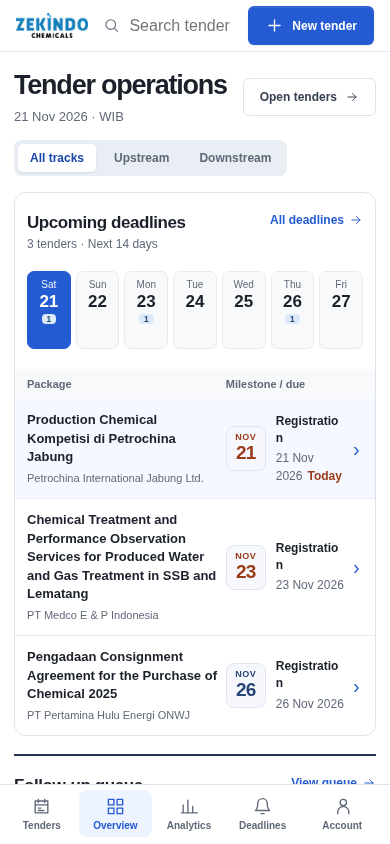 ZEKINDO
CHEMICALS
Search tender
New tender
Tender operations
Open tenders
21 Nov 2026 · WIB
All tracks
Upstream
Downstream
Upcoming deadlines
All deadlines
3 tenders · Next 14 days
Sat
21
1
Sun
22
Mon
23
1
Tue
24
Wed
25
Thu
26
1
Fri
27
Package
Milestone / due
Production Chemical
Kompetisi di Petrochina
Jabung
Petrochina International Jabung Ltd.
NOV
21
Registratio
n
21 Nov
2026 Today
Chemical Treatment and
Performance Observation
Services for Produced Water
and Gas Treatment in SSB and
Lematang
PT Medco E & P Indonesia
NOV
23
Registratio
n
23 Nov 2026
Pengadaan Consignment
Agreement for the Purchase of
Chemical 2025
PT Pertamina Hulu Energi ONWJ
NOV
26
Registratio
n
26 Nov 2026
Follow-up queue
View queue
Tenders
Overview
Analytics
Deadlines
Account